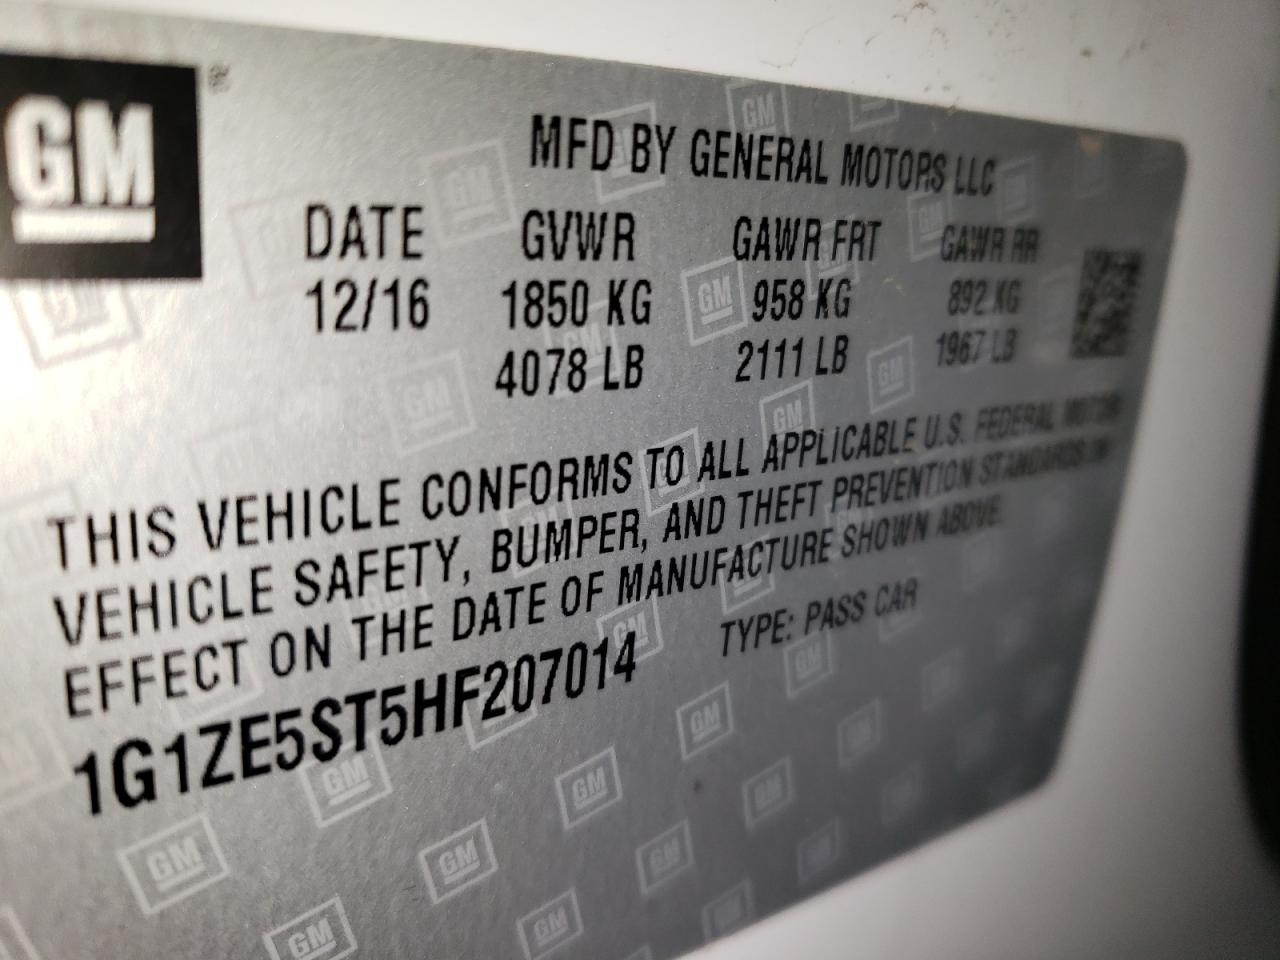 GM ®
MFD BY GENERAL MOTORS LLC
DATE GVWR GAWR FRT GAWR RR
12/16 1850 KG 958 KG 892 KG
4078 LB 2111 LB 1967 LB
THIS VEHICLE CONFORMS TO ALL APPLICABLE U.S. FEDERAL MOTOR
VEHICLE SAFETY, BUMPER, AND THEFT PREVENTION STANDARDS IN
EFFECT ON THE DATE OF MANUFACTURE SHOWN ABOVE.
1G1ZE5ST5HF207014 TYPE: PASS CAR